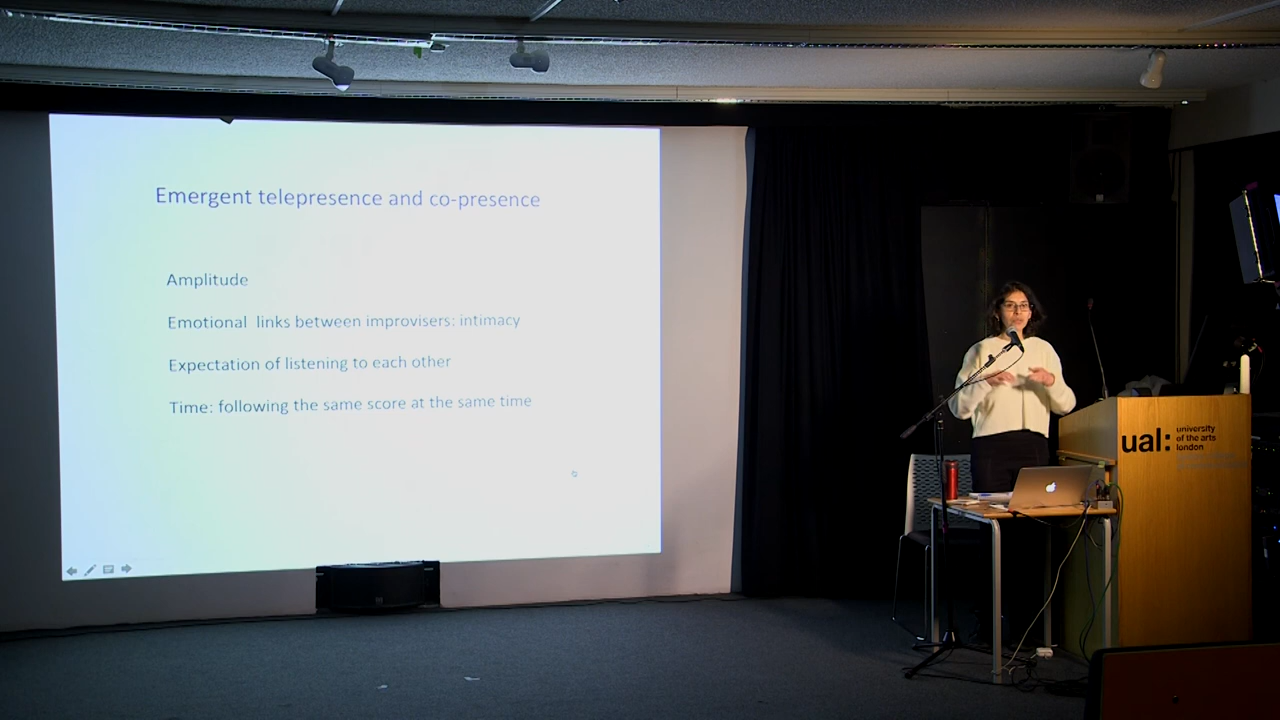 Emergent telepresence and co-presence
Amplitude
Emotional links between improvisers: intimacy
Expectation of listening to each other
Time: following the same score at the same time
ual:
university
of the arts
london